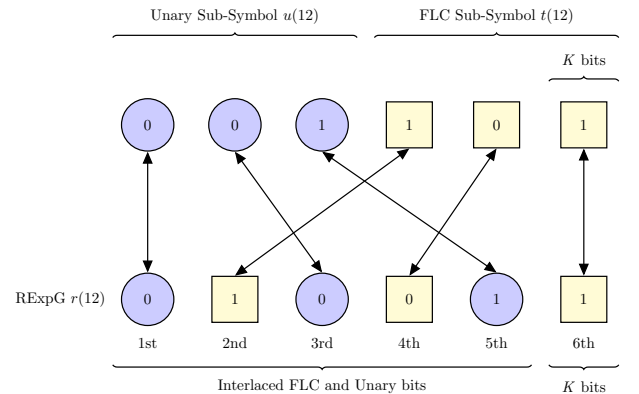 Unary Sub-Symbol u(12) FLC Sub-Symbol t(12)
K bits
0 0 1 1 0 1
RExpG r(12) 0 1 0 0 1 1
1st 2nd 3rd 4th 5th 6th
Interlaced FLC and Unary bits K bits